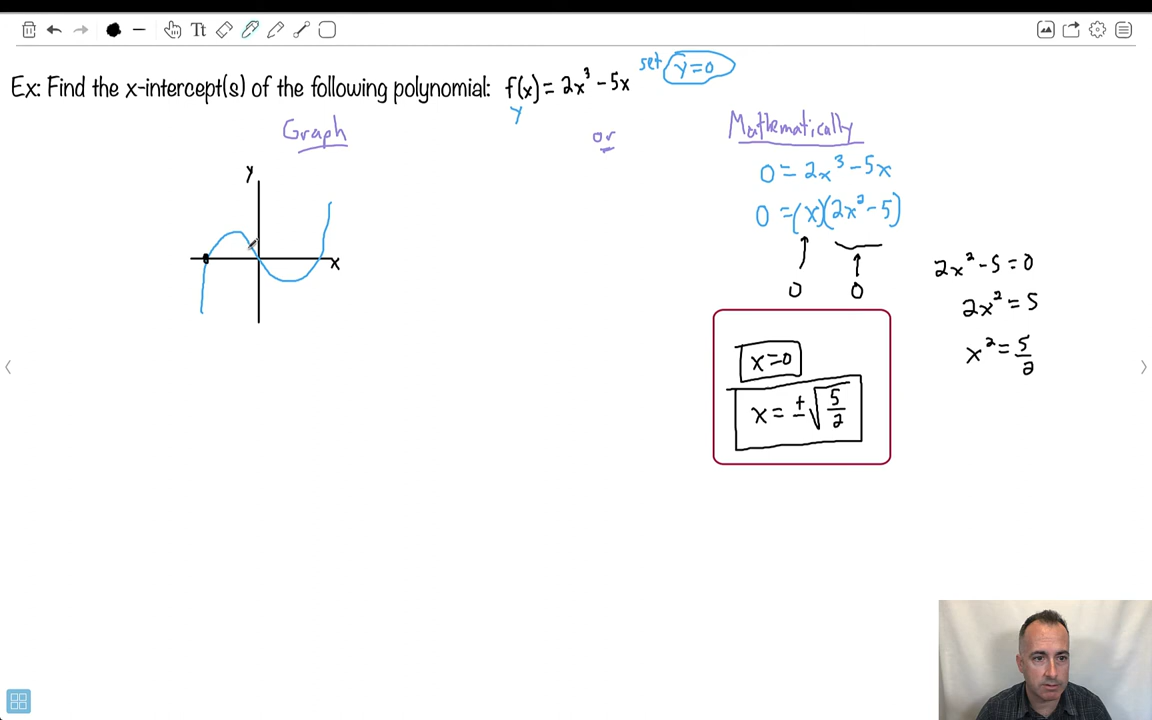 Tt
Ex: Find the x-intercept(s) of the following polynomial: f(x) = 2x³ - 5x
set y=0
y
Graph
or
Mathematically
y
x
0 = 2x³ - 5x
0 = (x)(2x² - 5)
0 0
2x² - 5 = 0
2x² = 5
x² = 5/2
x=0
x = ±√5/2